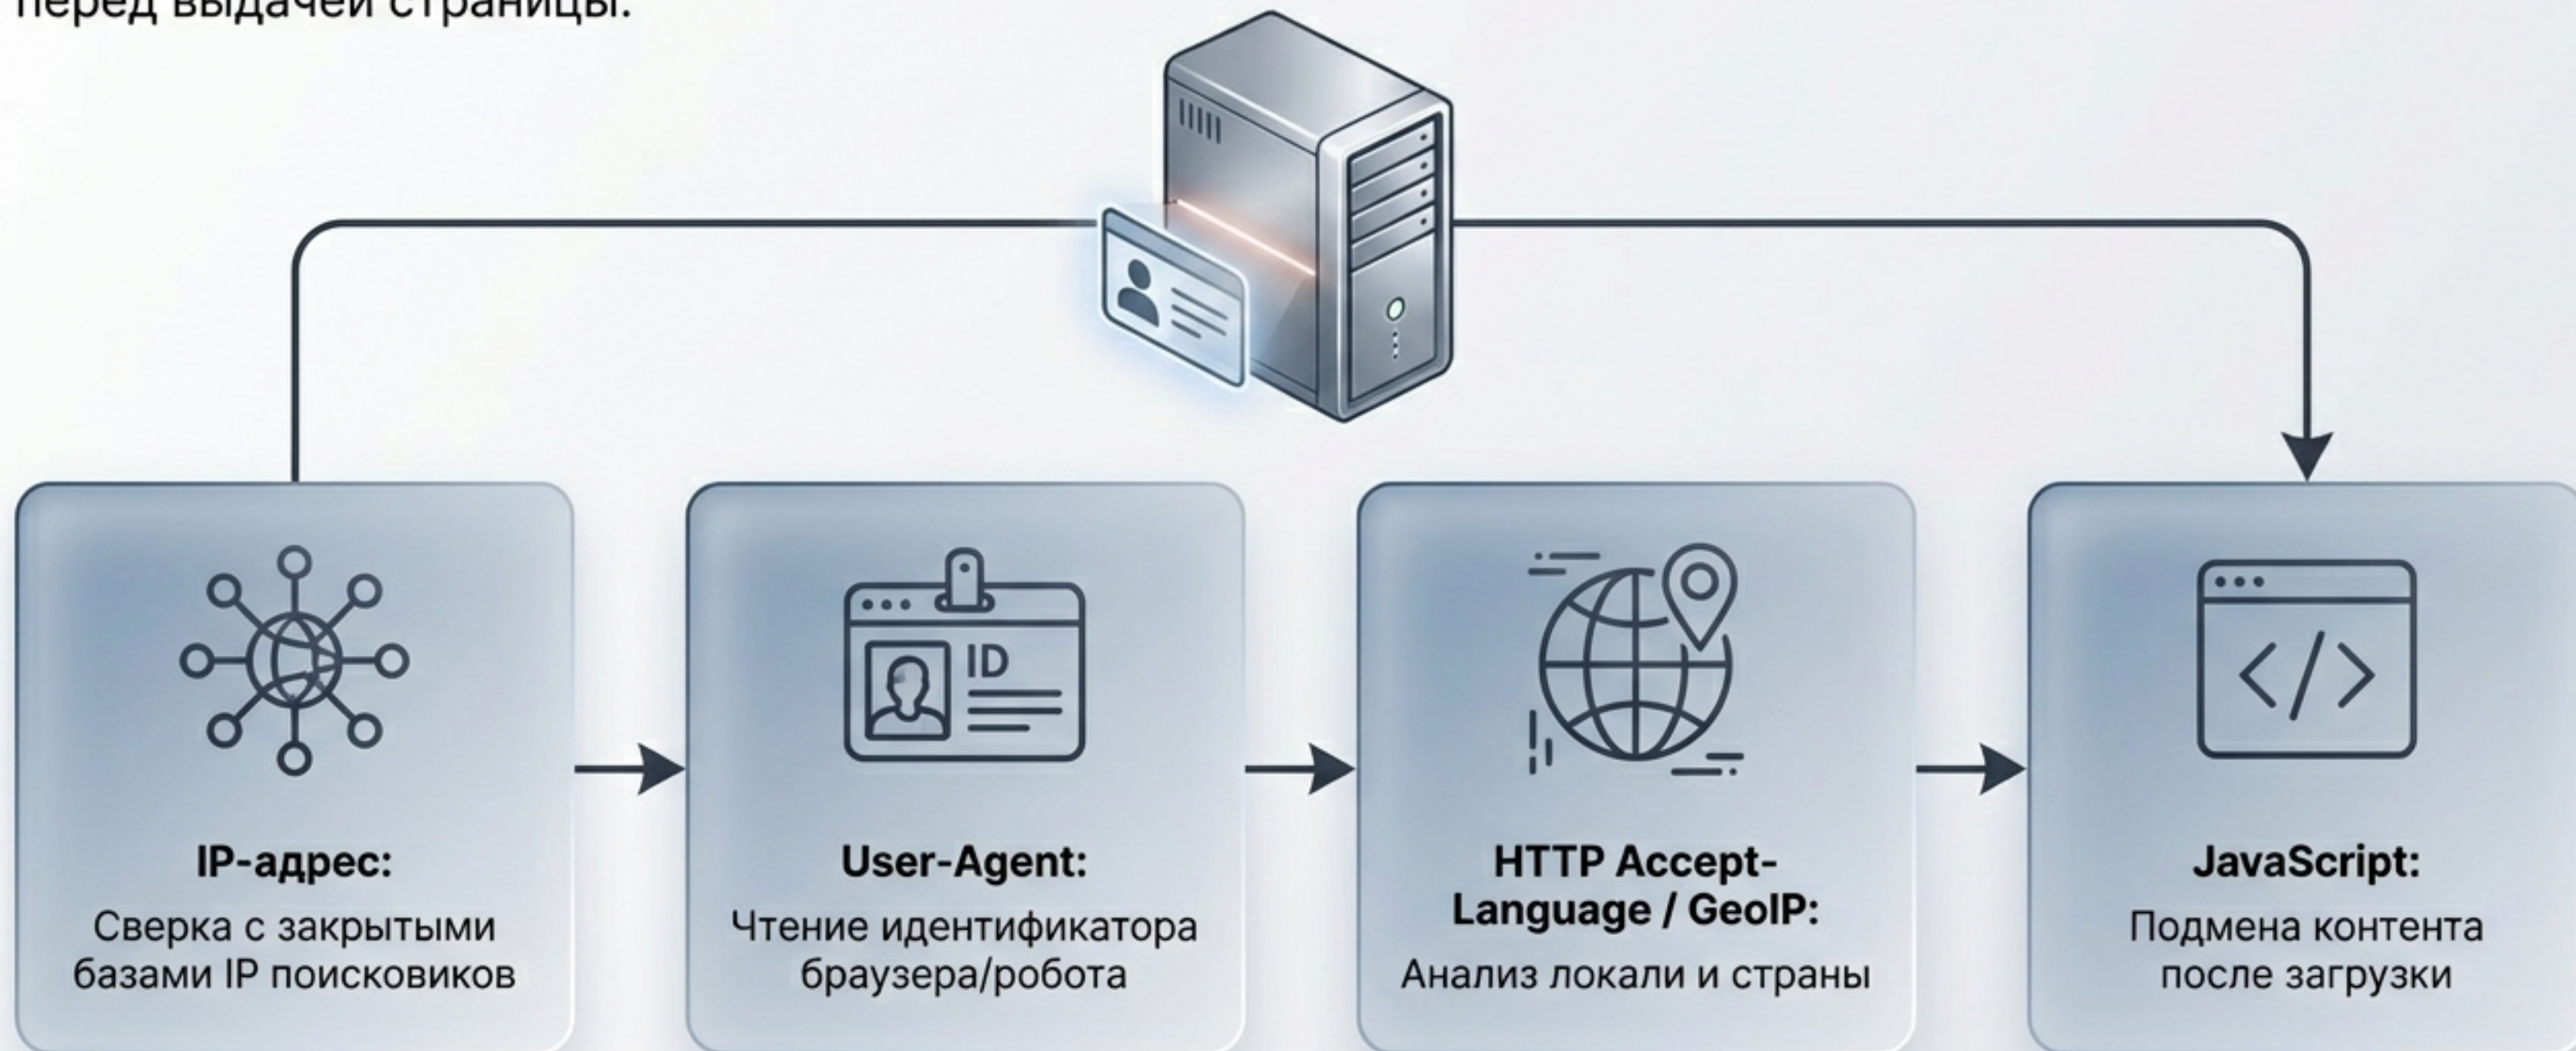 перед выдачей страницы.
ID
IP-адрес:
Сверка с закрытыми
базами IP поисковиков
User-Agent:
Чтение идентификатора
браузера/робота
HTTP Accept-
Language / GeoIP:
Анализ локали и страны
JavaScript:
Подмена контента
после загрузки